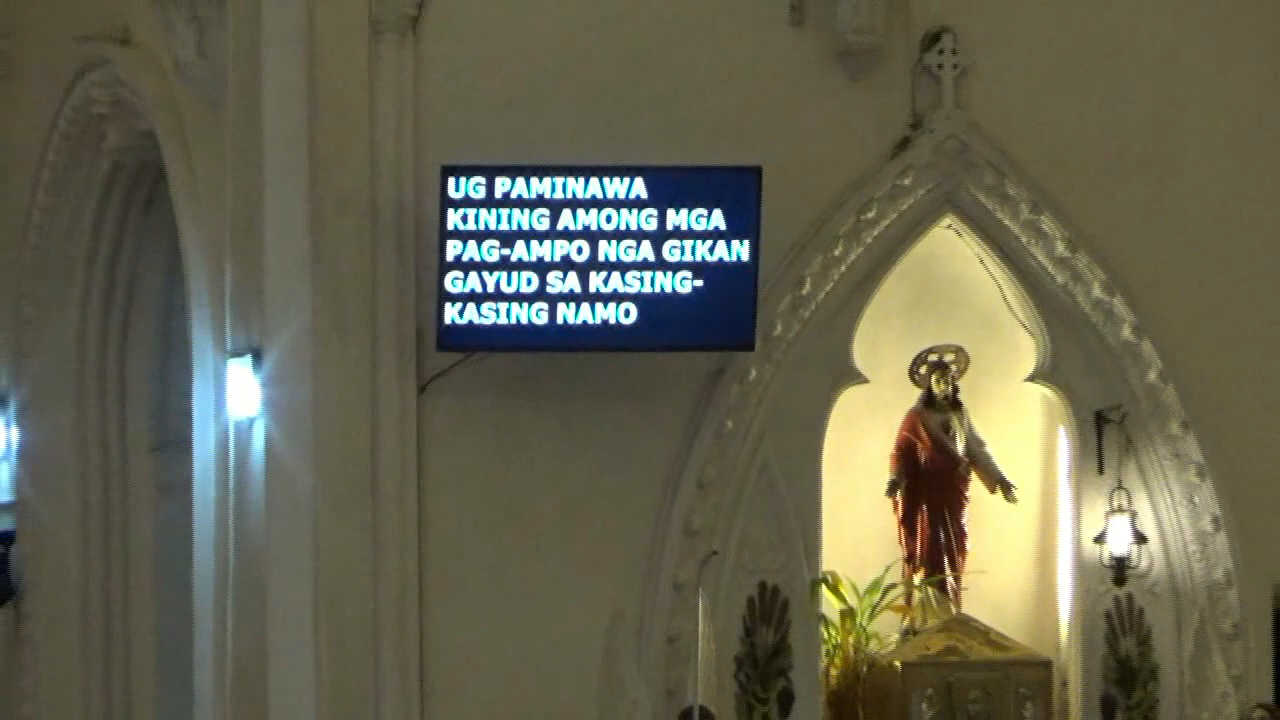 UG PAMINAWA
KINING AMONG MGA
PAG-AMPO NGA GIKAN
GAYUD SA KASING-
KASING NAMO